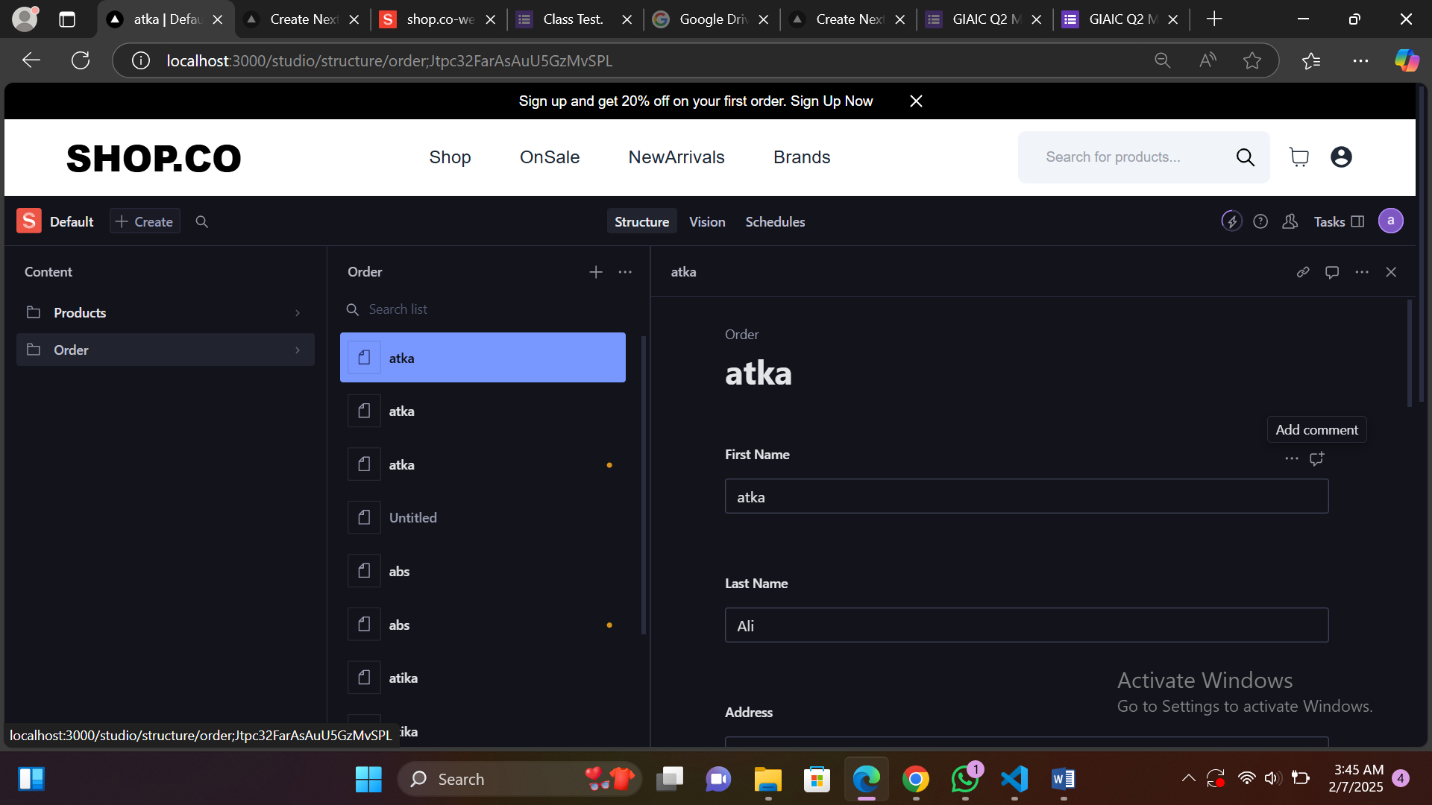 atka | Defau
Create Next
shop.co-we
Class Test.
Google Driv
Create Next
GIAIC Q2 M
GIAIC Q2 M
localhost:3000/studio/structure/order;Jtpc32FarAsAuU5GzMvSPL
Sign up and get 20% off on your first order. Sign Up Now
SHOP.CO
Shop
OnSale
NewArrivals
Brands
Search for products...
S
Default
Create
Structure
Vision
Schedules
Tasks
a
Content
Products
Order
Order
Search list
atka
atka
atka
Untitled
abs
abs
atika
ika
atka
Order
atka
Add comment
First Name
atka
Last Name
Ali
Address
Activate Windows
Go to Settings to activate Windows.
localhost:3000/studio/structure/order;Jtpc32FarAsAuU5GzMvSPL
Search
1
3:45 AM
2/7/2025
4